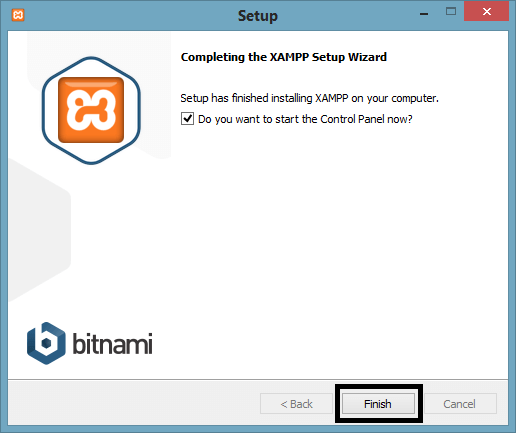 Setup
Completing the XAMPP Setup Wizard
Setup has finished installing XAMPP on your computer.
Do you want to start the Control Panel now?
bitnami
< Back
Finish
Cancel